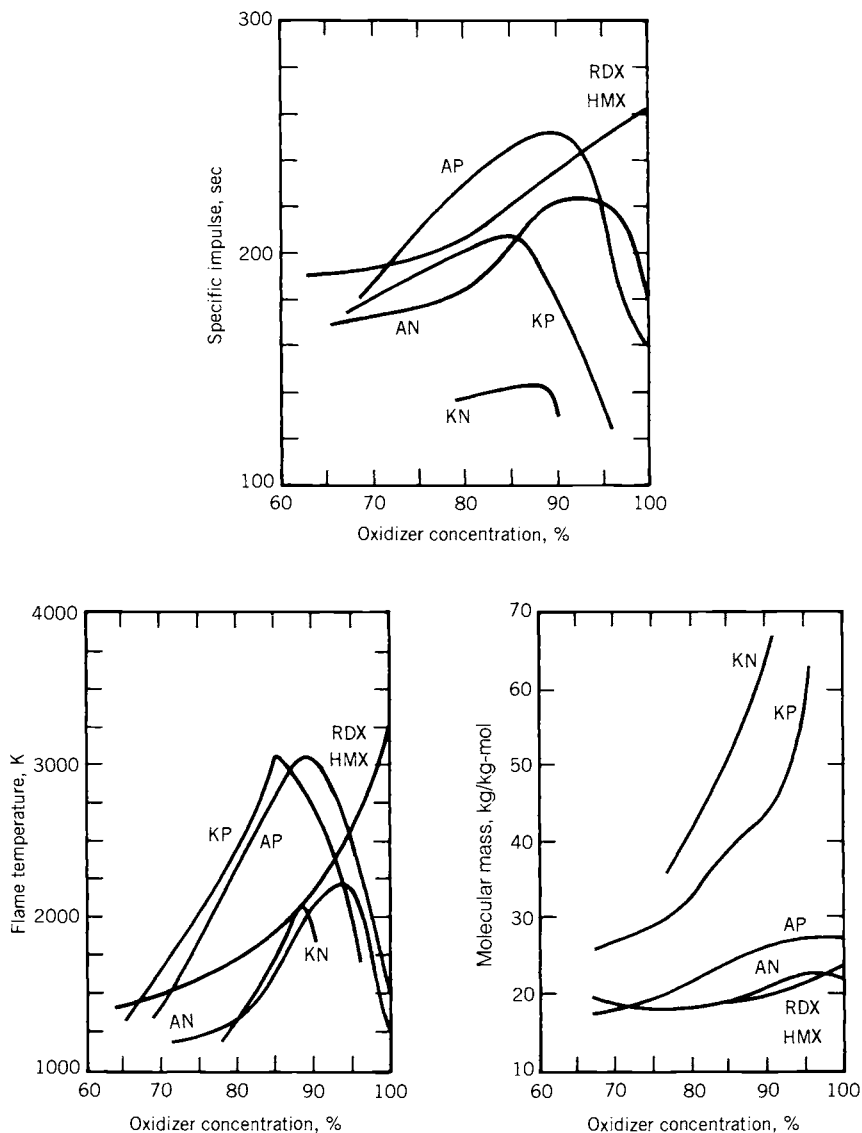 300
RDX
HMX
AP
Specific impulse, sec
200
AN
KP
KN
100
60 70 80 90 100
Oxidizer concentration, %
4000
RDX
HMX
3000
KP
AP
Flame temperature, K
2000
KN
AN
1000
60 70 80 90 100
Oxidizer concentration, %
70
KN
60
KP
50
Molecular mass, kg/kg-mol
40
30
AP
AN
20
RDX
HMX
10
60 70 80 90 100
Oxidizer concentration, %